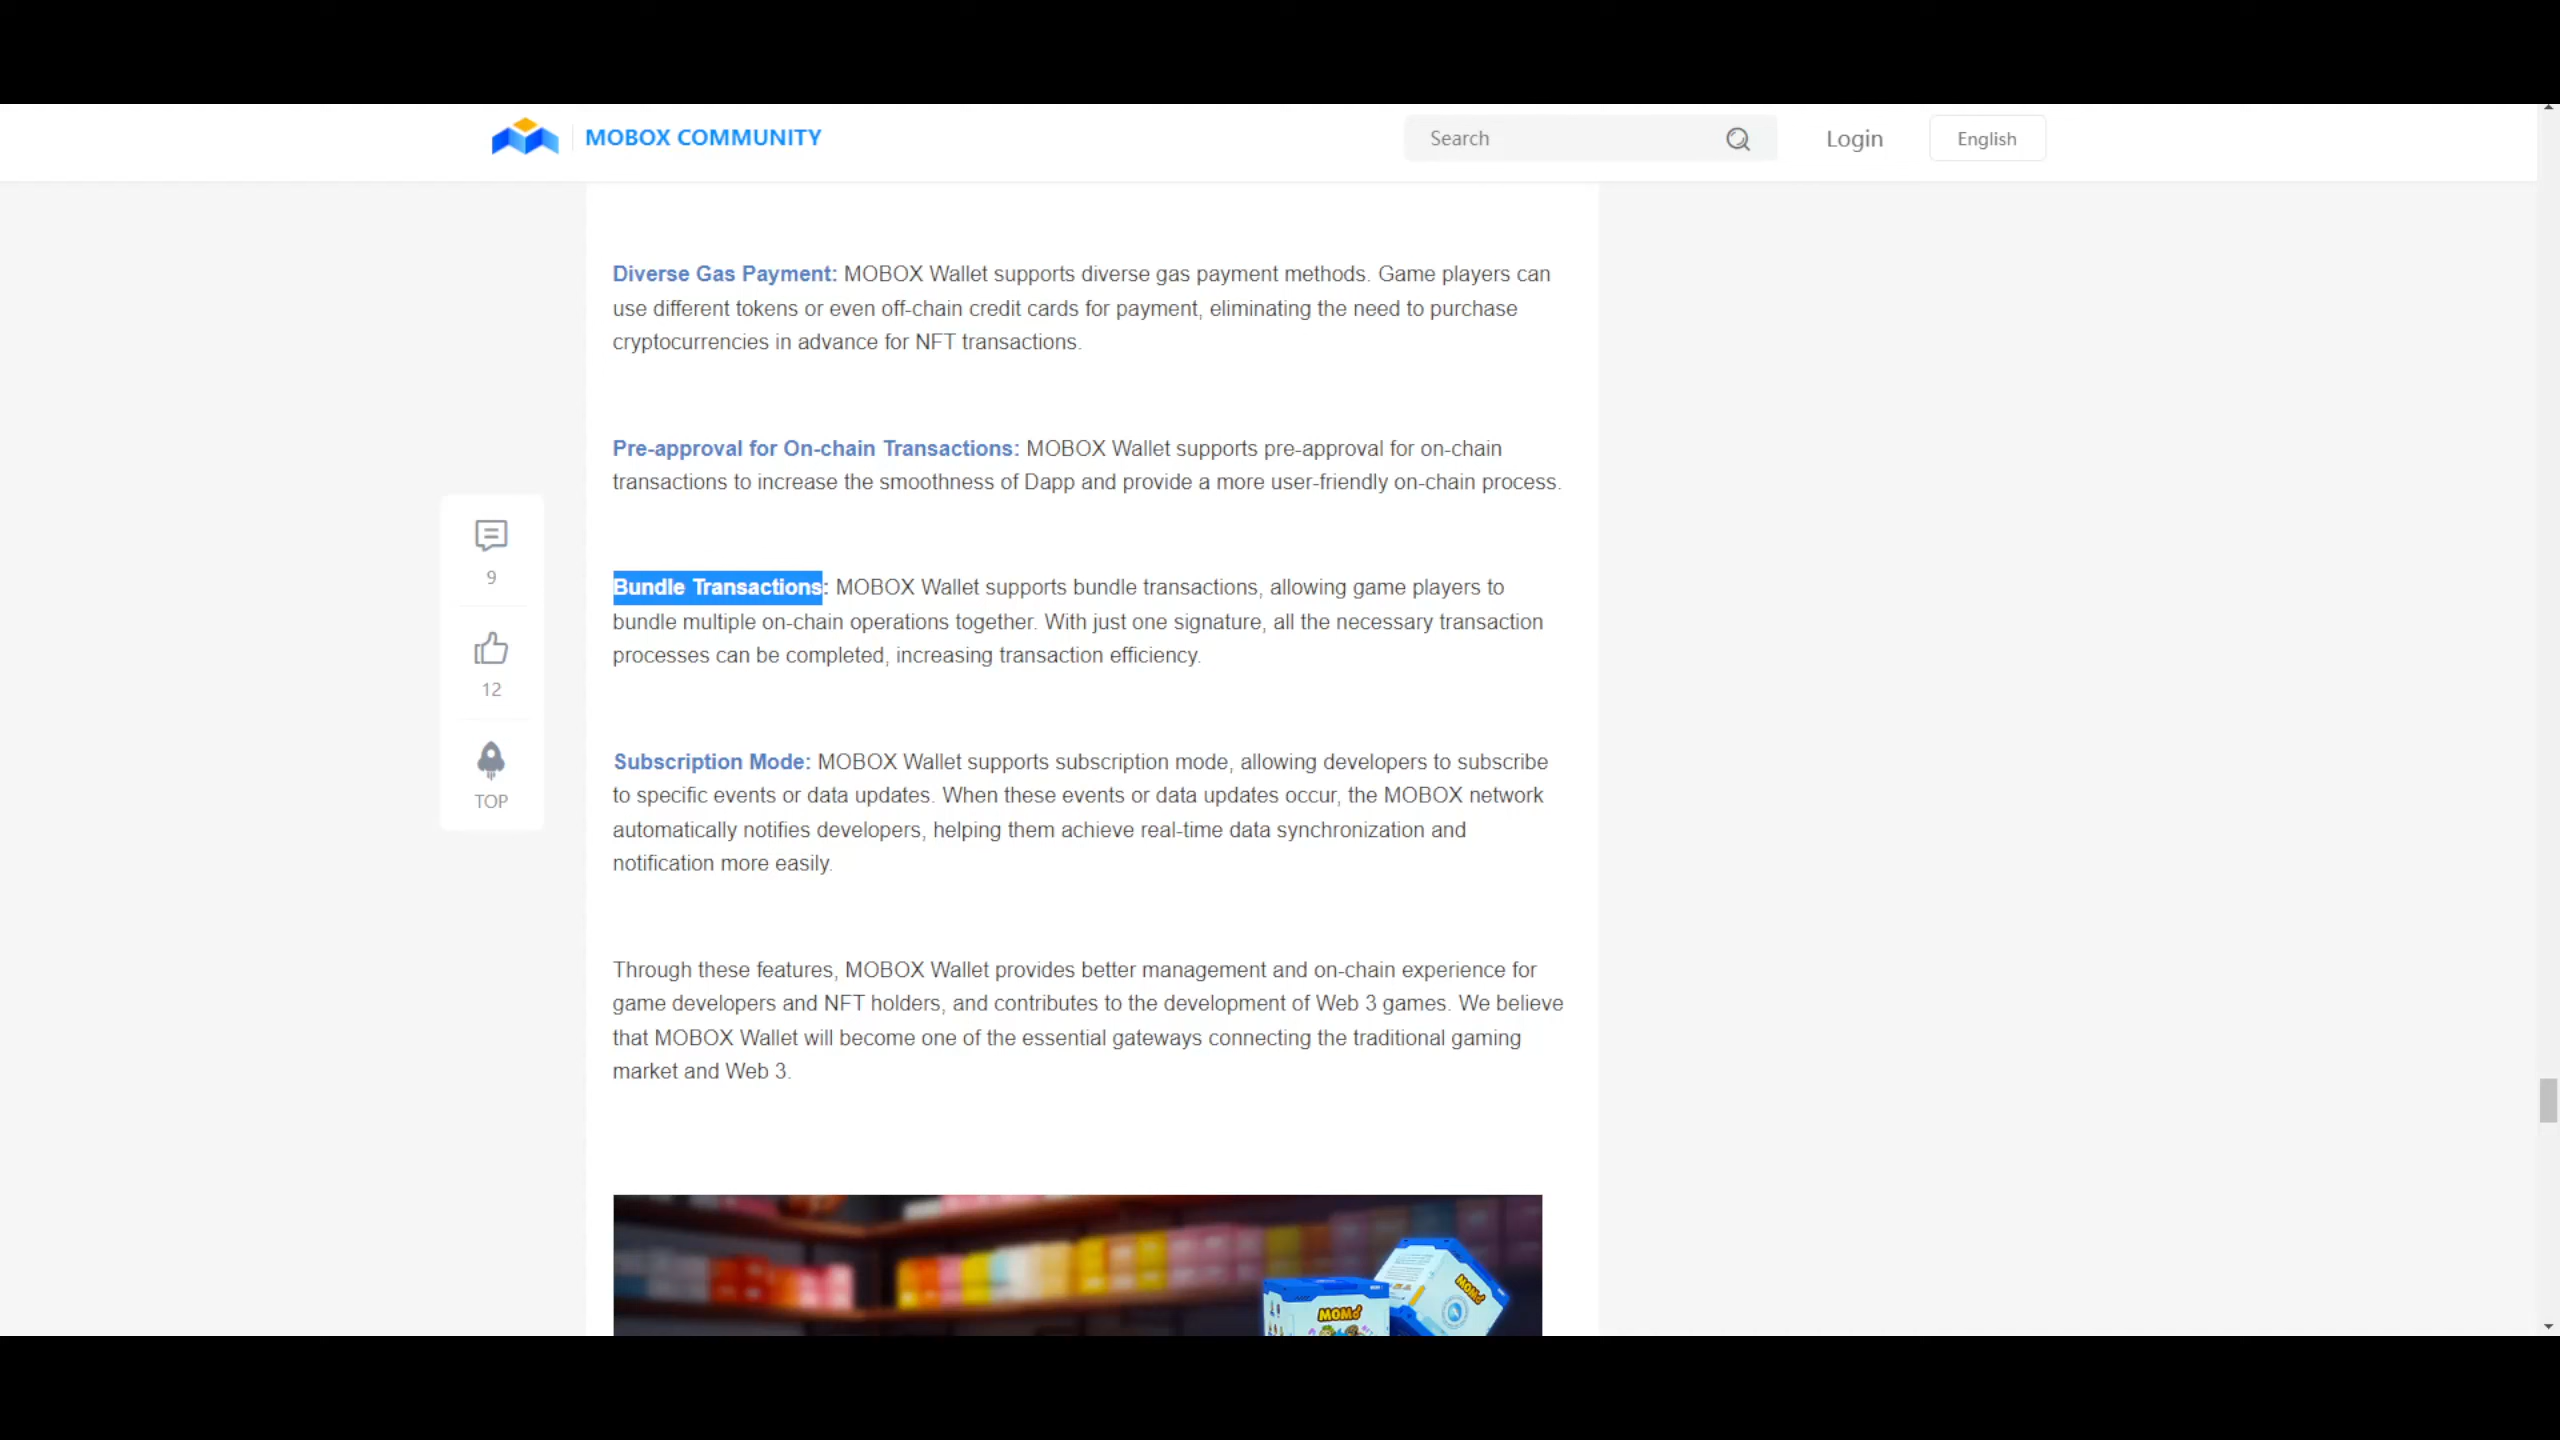 MOBOX COMMUNITY
Search
Login
English
Diverse Gas Payment: MOBOX Wallet supports diverse gas payment methods. Game players can
use different tokens or even off-chain credit cards for payment, eliminating the need to purchase
cryptocurrencies in advance for NFT transactions.
Pre-approval for On-chain Transactions: MOBOX Wallet supports pre-approval for on-chain
transactions to increase the smoothness of Dapp and provide a more user-friendly on-chain process.
9
Bundle Transactions: MOBOX Wallet supports bundle transactions, allowing game players to
bundle multiple on-chain operations together. With just one signature, all the necessary transaction
processes can be completed, increasing transaction efficiency.
12
Subscription Mode: MOBOX Wallet supports subscription mode, allowing developers to subscribe
to specific events or data updates. When these events or data updates occur, the MOBOX network
automatically notifies developers, helping them achieve real-time data synchronization and
notification more easily.
TOP
Through these features, MOBOX Wallet provides better management and on-chain experience for
game developers and NFT holders, and contributes to the development of Web 3 games. We believe
that MOBOX Wallet will become one of the essential gateways connecting the traditional gaming
market and Web 3.
MOMO
MOMO